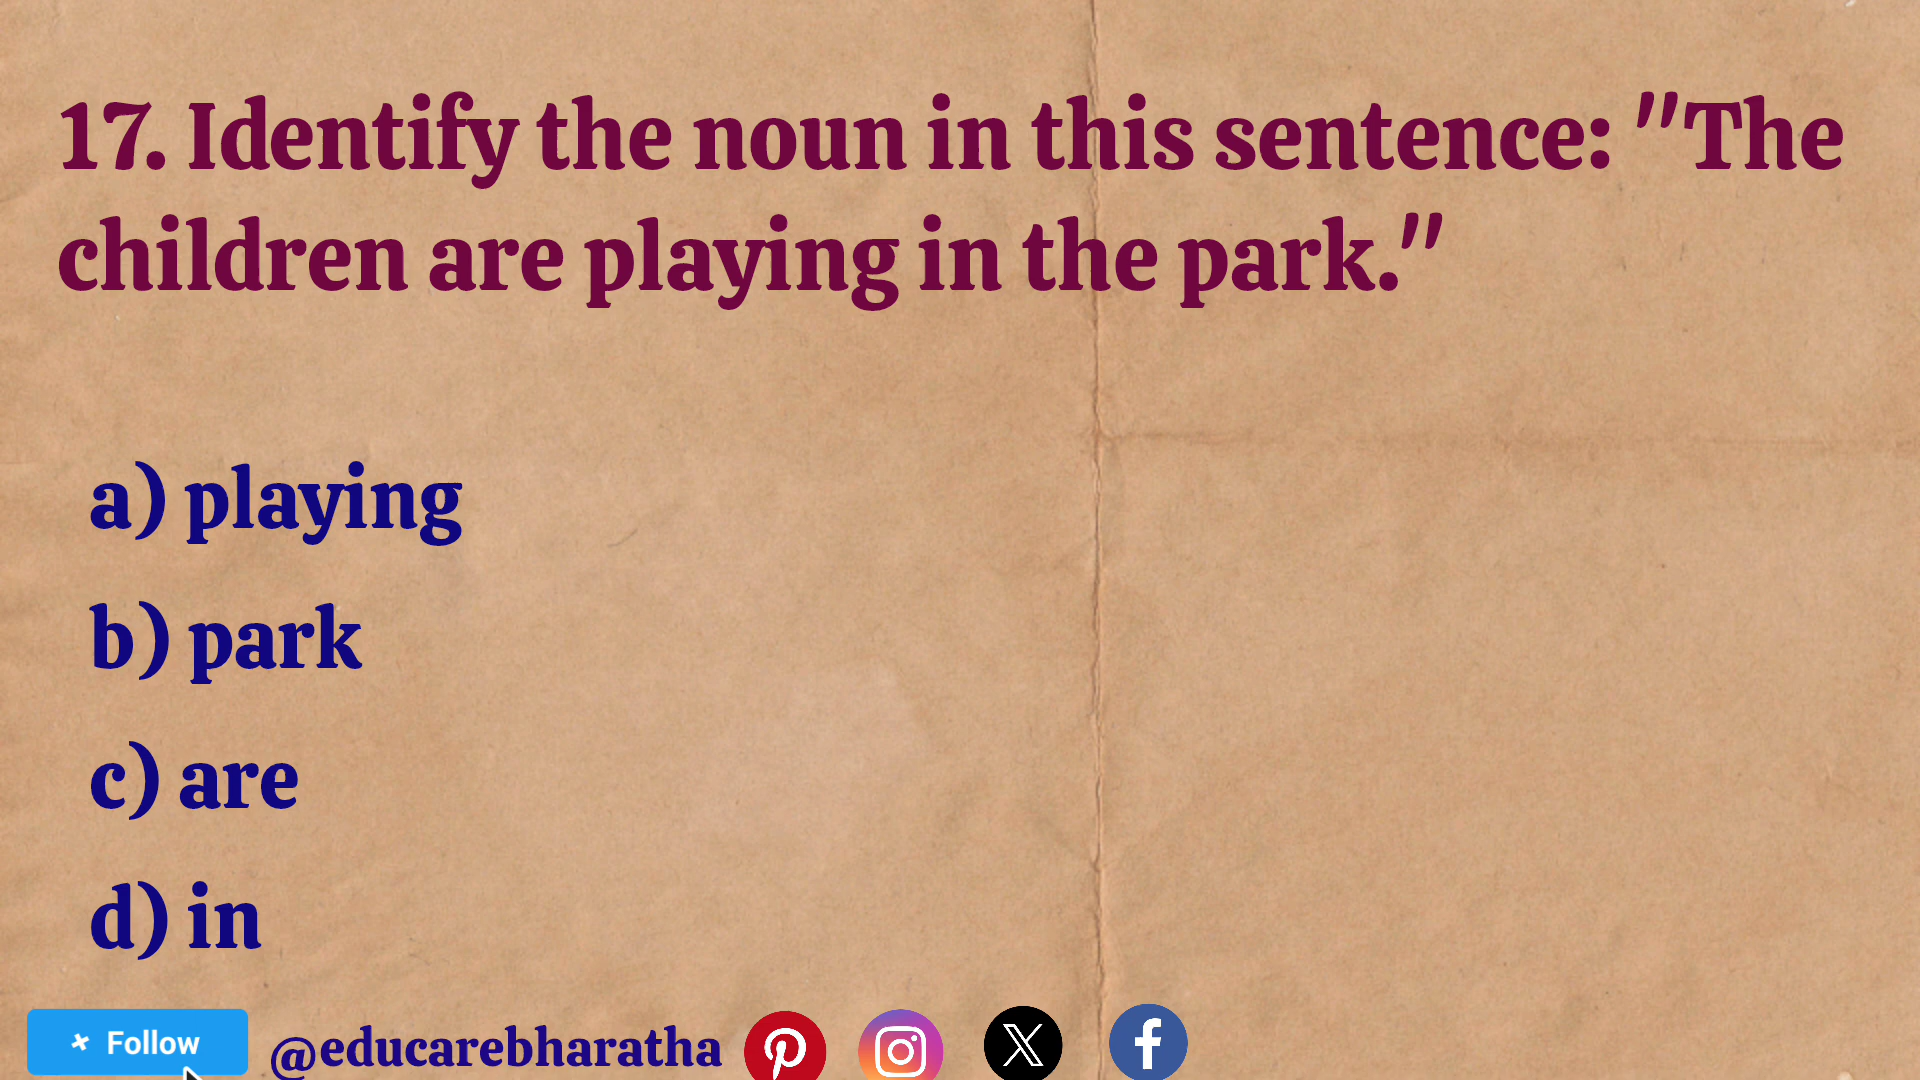 17. Identify the noun in this sentence: "The
children are playing in the park."
a) playing
b) park
c) are
d) in
+ Follow @educarebharatha